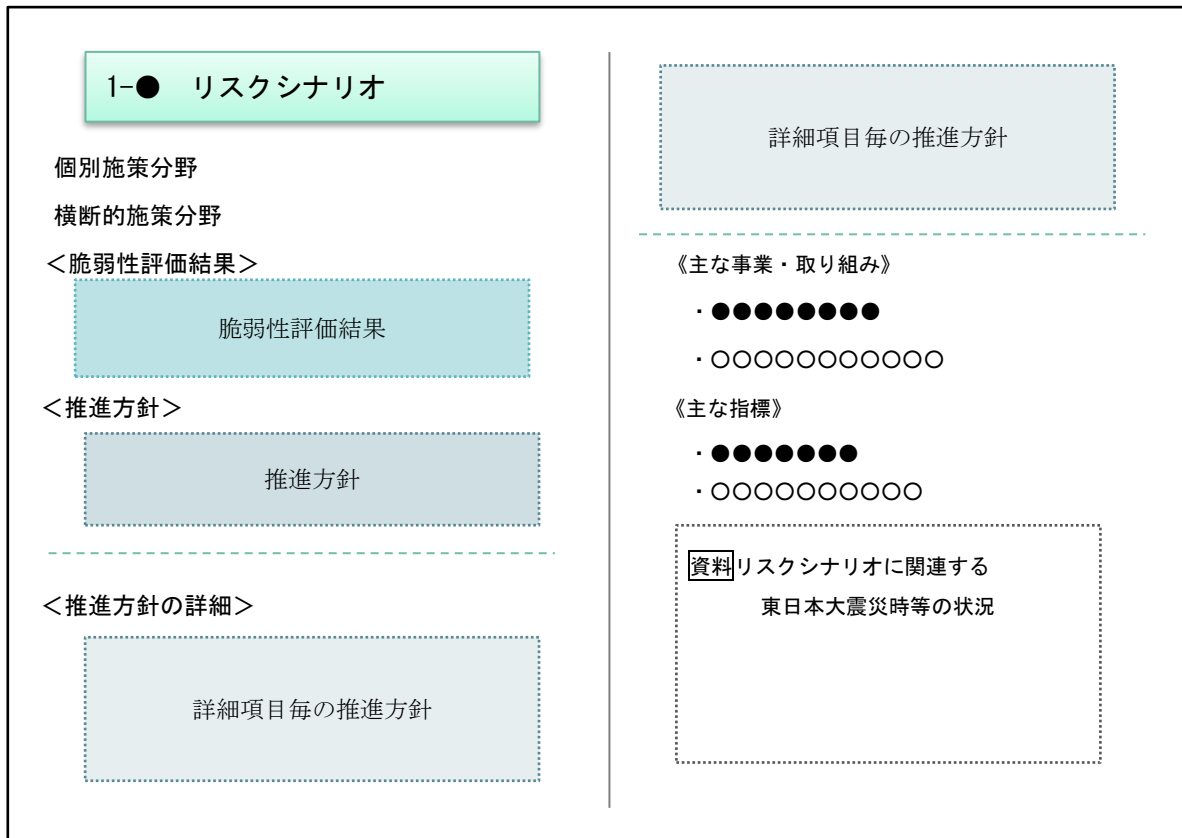 1-● リスクシナリオ
個別施策分野
横断的施策分野
＜脆弱性評価結果＞
脆弱性評価結果
＜推進方針＞
推進方針
＜推進方針の詳細＞
詳細項目毎の推進方針
詳細項目毎の推進方針
《主な事業・取り組み》
・●●●●●●●●
・○○○○○○○○○○○
《主な指標》
・●●●●●●●
・○○○○○○○○○○
資料リスクシナリオに関連する
東日本大震災時等の状況